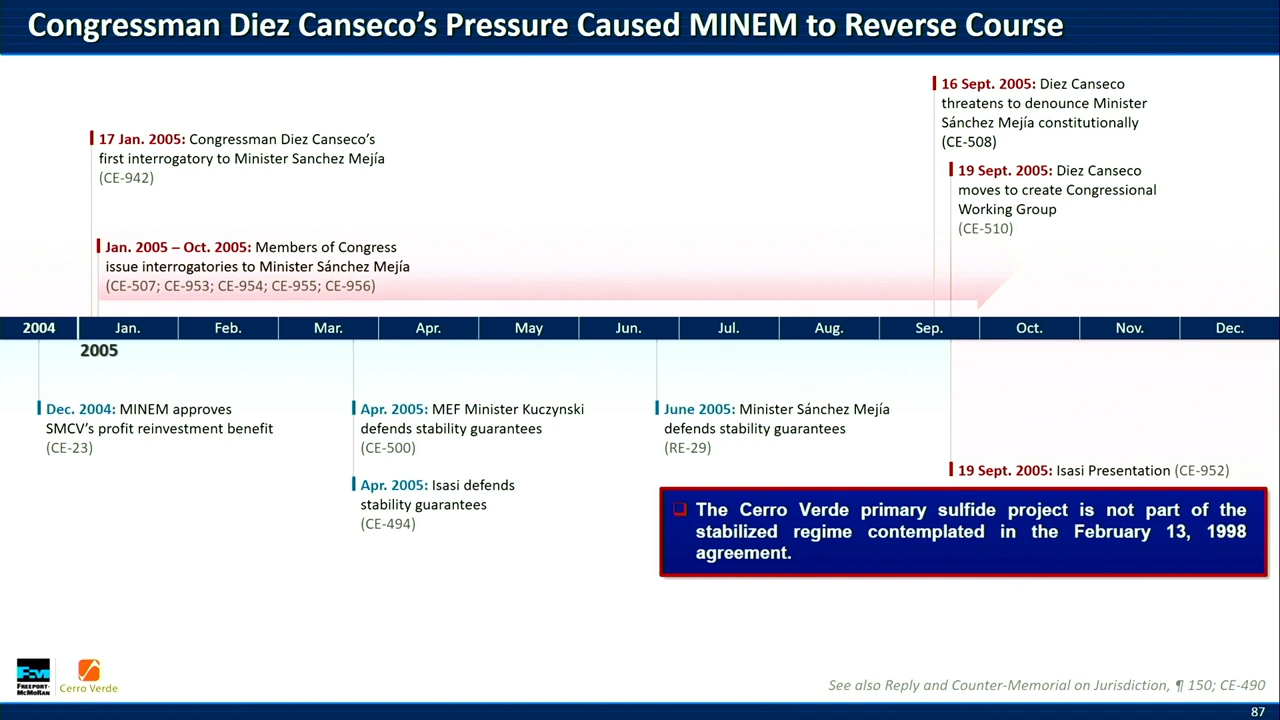 Congressman Diez Canseco's Pressure Caused MINEM to Reverse Course
16 Sept. 2005: Diez Canseco
threatens to denounce Minister
Sánchez Mejía constitutionally
(CE-508)
17 Jan. 2005: Congressman Diez Canseco's
first interrogatory to Minister Sanchez Mejía
(CE-942)
19 Sept. 2005: Diez Canseco
moves to create Congressional
Working Group
(CE-510)
Jan. 2005 – Oct. 2005: Members of Congress
issue interrogatories to Minister Sánchez Mejía
(CE-507; CE-953; CE-954; CE-955; CE-956)
2004 Jan. Feb. Mar. Apr. May Jun. Jul. Aug. Sep. Oct. Nov. Dec.
2005
Dec. 2004: MINEM approves
SMCV's profit reinvestment benefit
(CE-23)
Apr. 2005: MEF Minister Kuczynski
defends stability guarantees
(CE-500)
June 2005: Minister Sánchez Mejía
defends stability guarantees
(RE-29)
Apr. 2005: Isasi defends
stability guarantees
(CE-494)
19 Sept. 2005: Isasi Presentation (CE-952)
The Cerro Verde primary sulfide project is not part of the
stabilized regime contemplated in the February 13, 1998
agreement.
FREEPORT-
McMoRAN
Cerro Verde
See also Reply and Counter-Memorial on Jurisdiction, ¶ 150; CE-490
87